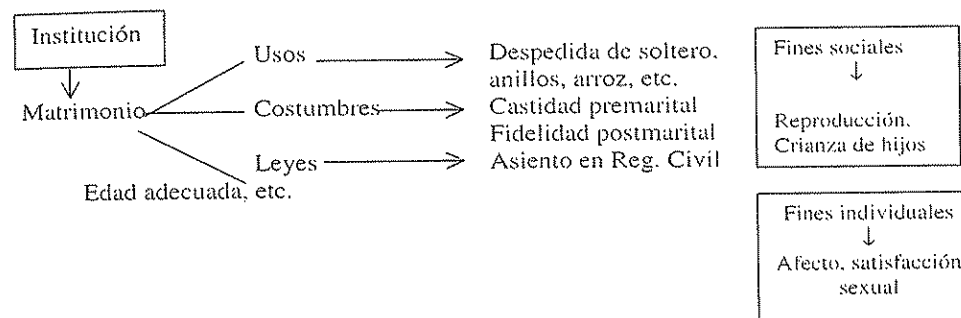 Institución
Matrimonio
Usos
Costumbres
Leyes
Edad adecuada, etc.
Despedida de soltero.
anillos, arroz, etc.
Castidad premarital
Fidelidad postmarital
Asiento en Reg. Civil
Fines sociales
Reproducción.
Crianza de hijos
Fines individuales
Afecto, satisfacción
sexual